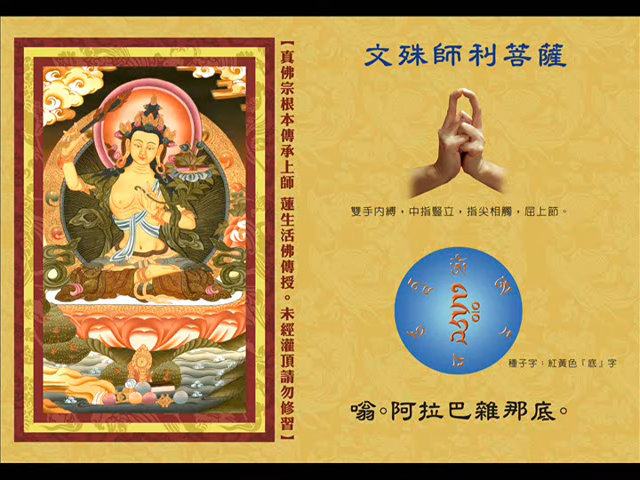 【真佛宗根本傳承上師 蓮生活佛傳授。未經灌頂請勿修習】
文殊師利菩薩
雙手內縛，中指豎立，指尖相觸，屈上節。
種子字：紅黃色「底」字
嗡。阿拉巴雜那底。